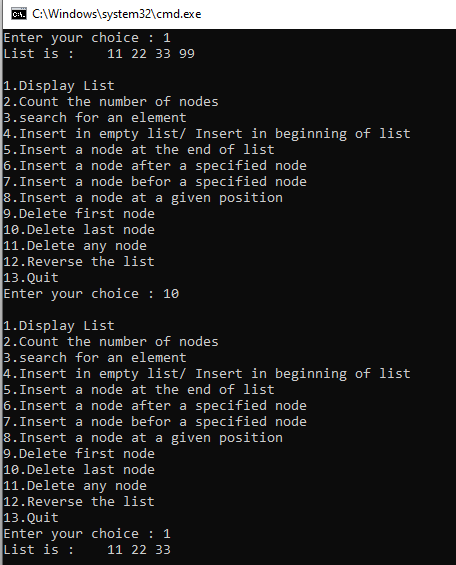 C:\Windows\system32\cmd.exe
Enter your choice : 1
List is :    11 22 33 99
1.Display List
2.Count the number of nodes
3.search for an element
4.Insert in empty list/ Insert in beginning of list
5.Insert a node at the end of list
6.Insert a node after a specified node
7.Insert a node befor a specified node
8.Insert a node at a given position
9.Delete first node
10.Delete last node
11.Delete any node
12.Reverse the list
13.Quit
Enter your choice : 10
1.Display List
2.Count the number of nodes
3.search for an element
4.Insert in empty list/ Insert in beginning of list
5.Insert a node at the end of list
6.Insert a node after a specified node
7.Insert a node befor a specified node
8.Insert a node at a given position
9.Delete first node
10.Delete last node
11.Delete any node
12.Reverse the list
13.Quit
Enter your choice : 1
List is :    11 22 33